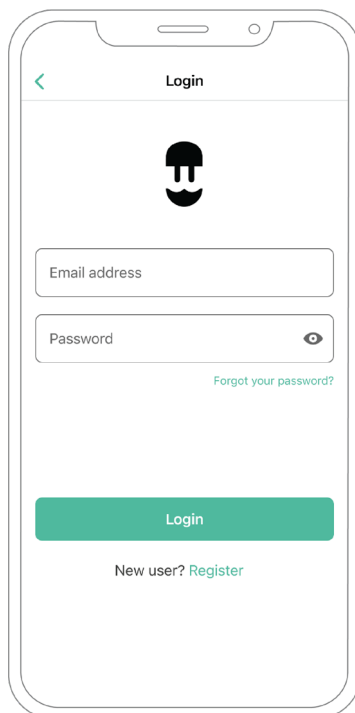 Login
Email address
Password
Forgot your password?
Login
New user? Register